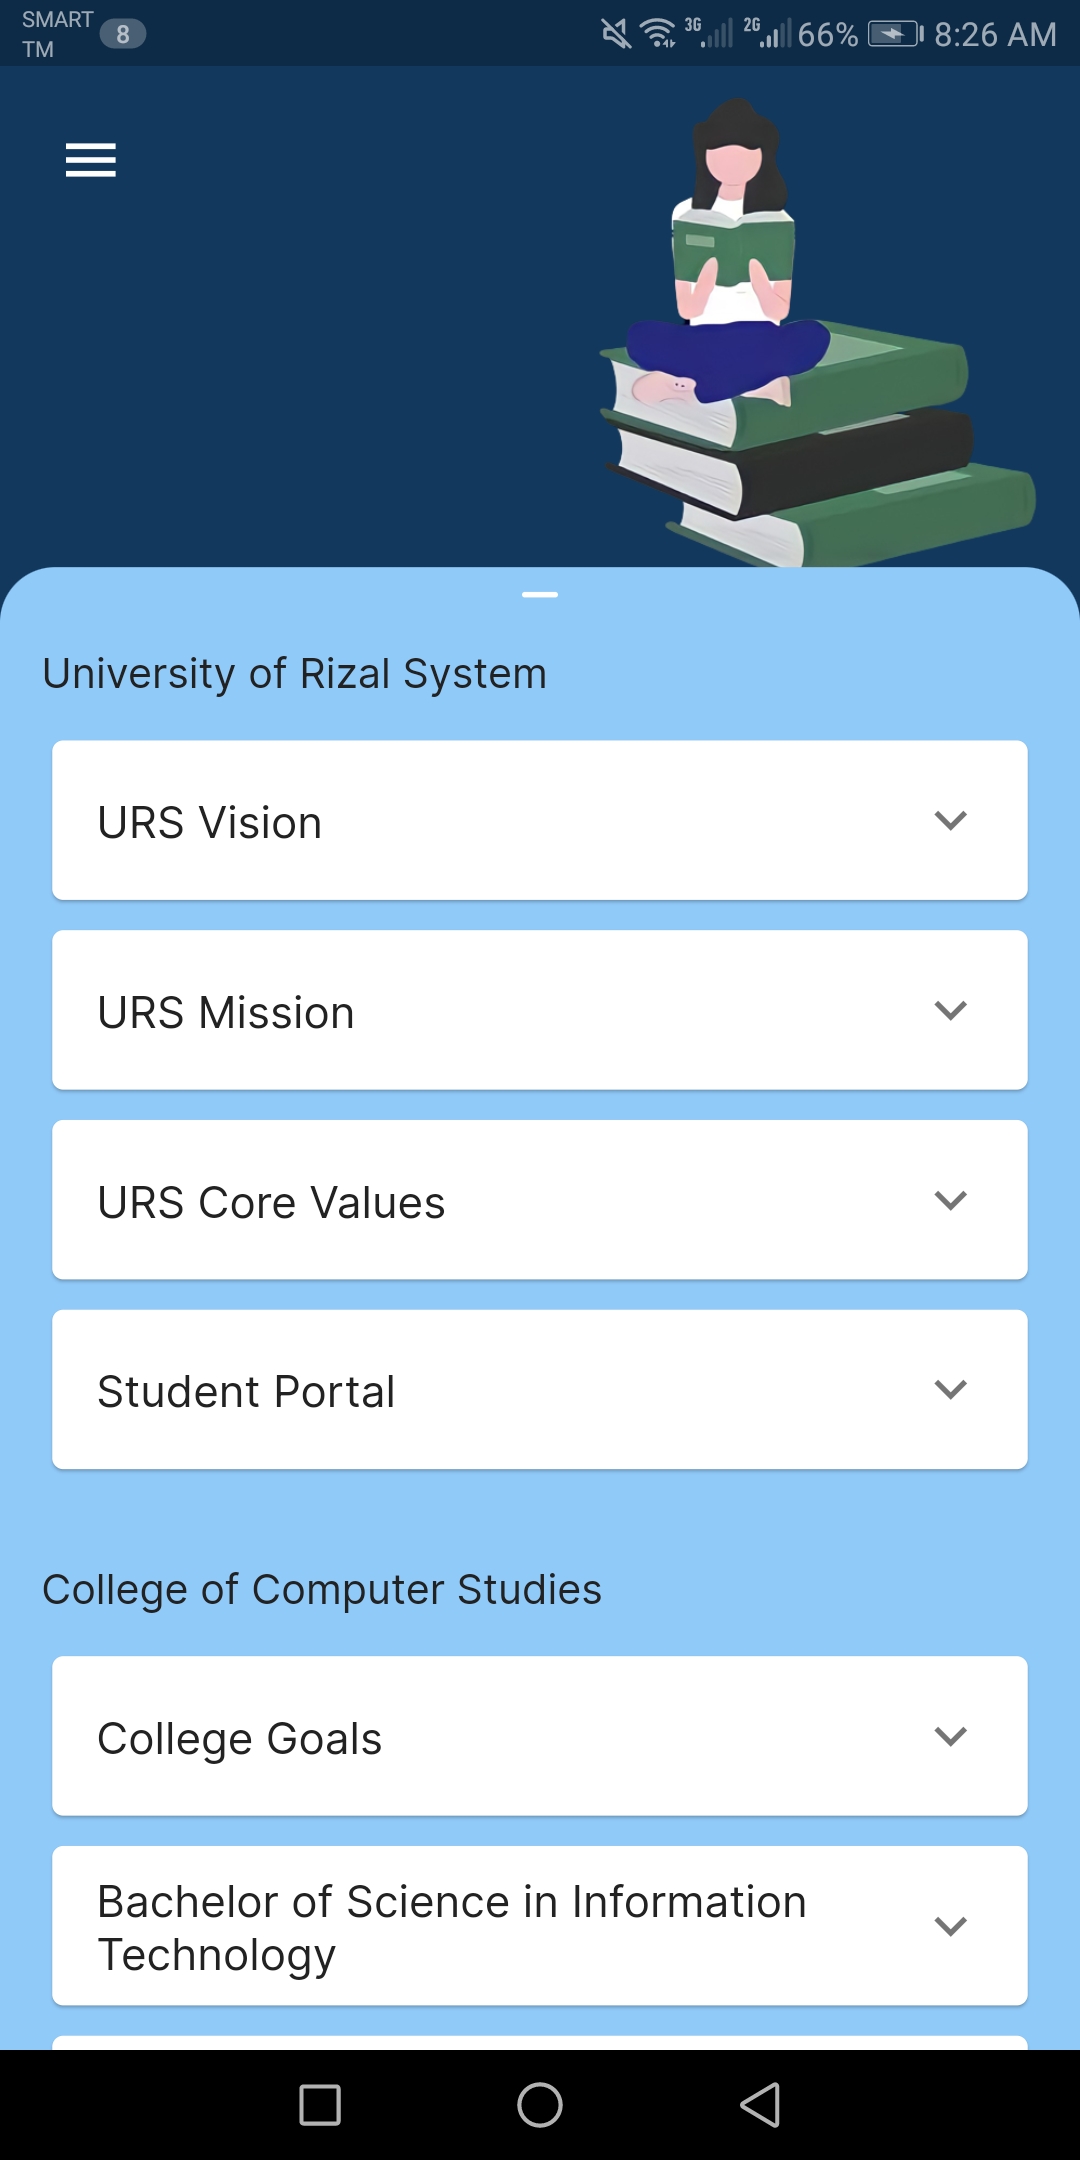 SMART
TM
8
3G
2G
66%
8:26 AM
University of Rizal System
URS Vision
URS Mission
URS Core Values
Student Portal
College of Computer Studies
College Goals
Bachelor of Science in Information
Technology